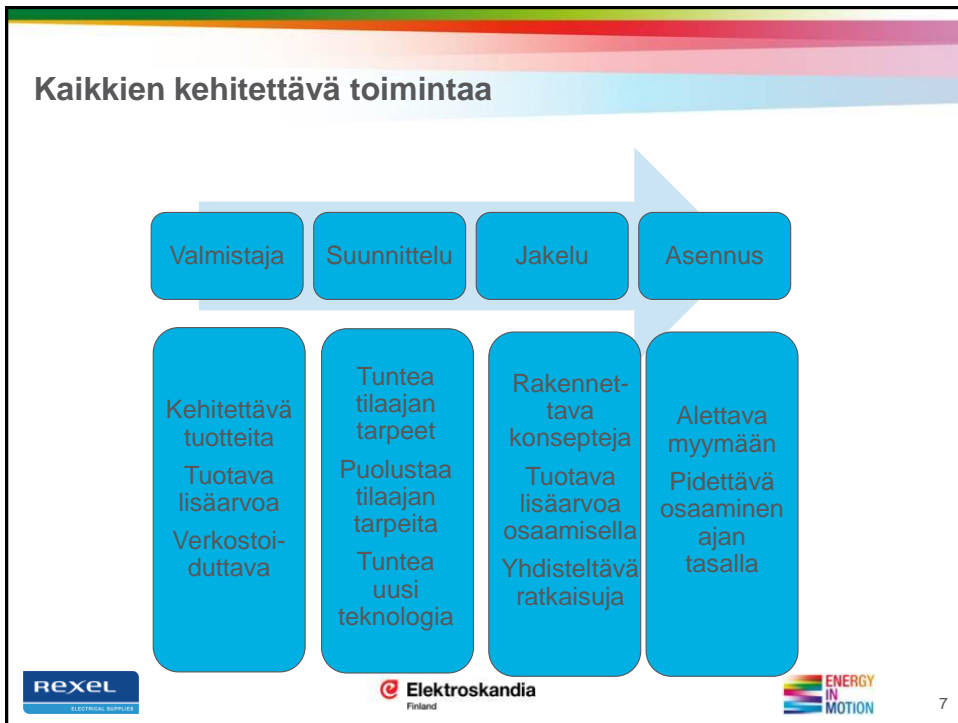 Kaikkien kehitettävä toimintaa
Valmistaja
Suunnittelu
Jakelu
Asennus
Kehitettävä
tuotteita
Tuotava
lisäarvoa
Verkostoi-
duttava
Tuntea
tilaajan
tarpeet
Puolustaa
tilaajan
tarpeita
Tuntea
uusi
teknologia
Rakennet-
tava
konsepteja
Tuotava
lisäarvoa
osaamisella
Yhdisteltävä
ratkaisuja
Alettava
myymään
Pidettävä
osaaminen
ajan
tasalla
REXEL
ELECTRICAL SUPPLIES
Elektroskandia
Finland
ENERGY
IN
MOTION
7